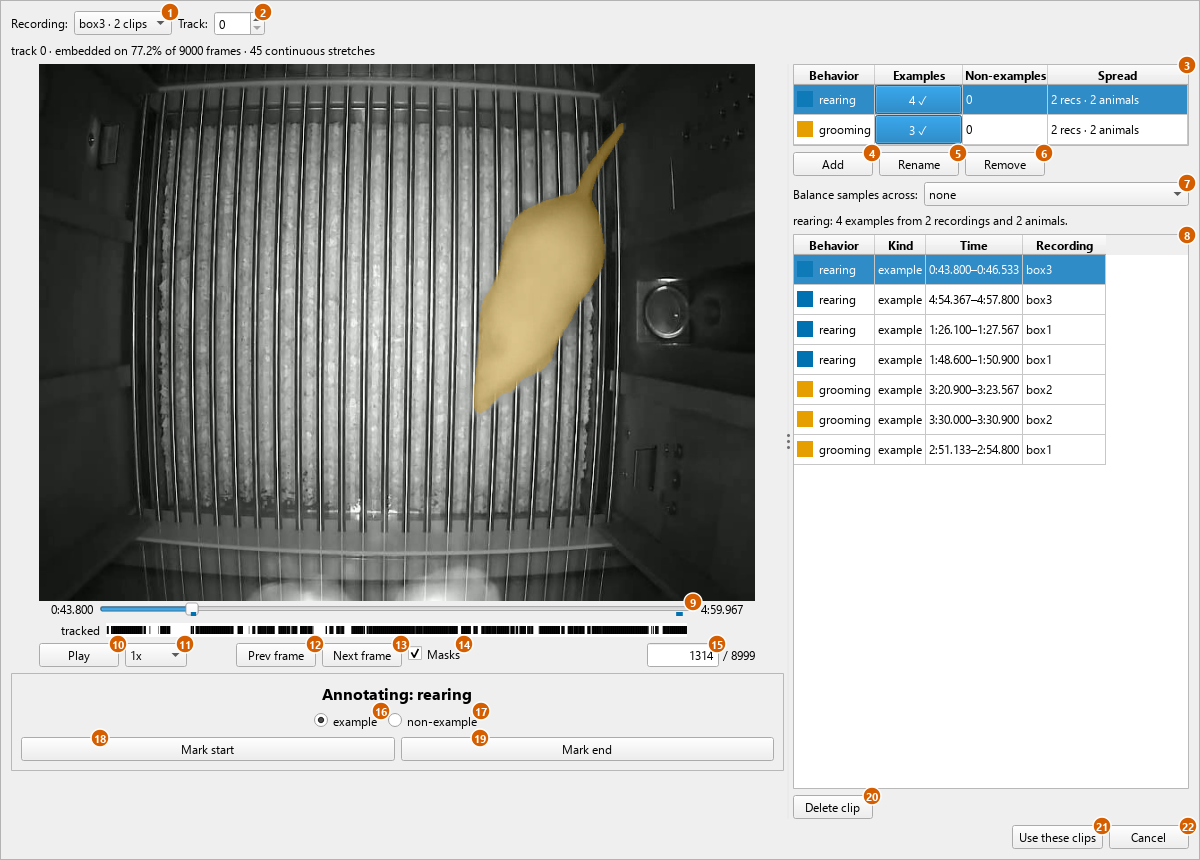 Recording: box3 · 2 clips 1 Track: 0 2
track 0 · embedded on 77.2% of 9000 frames · 45 continuous stretches
3
Behavior Examples Non-examples Spread
rearing 4 ✓ 0 2 recs · 2 animals
grooming 3 ✓ 0 2 recs · 2 animals
Add 4 Rename 5 Remove 6
Balance samples across: none 7
rearing: 4 examples from 2 recordings and 2 animals.
8
Behavior Kind Time Recording
rearing example 0:43.800–0:46.533 box3
rearing example 4:54.367–4:57.800 box3
rearing example 1:26.100–1:27.567 box1
rearing example 1:48.600–1:50.900 box1
grooming example 3:20.900–3:23.567 box2
grooming example 3:30.000–3:30.900 box2
grooming example 2:51.133–2:54.800 box1
0:43.800 9 4:59.967
tracked
Play 10 1x 11 Prev frame 12 Next frame 13 Masks 14 1314 15 / 8999
Annotating: rearing
example 16 non-example 17
Mark start 18 Mark end 19
Delete clip 20
Use these clips 21 Cancel 22